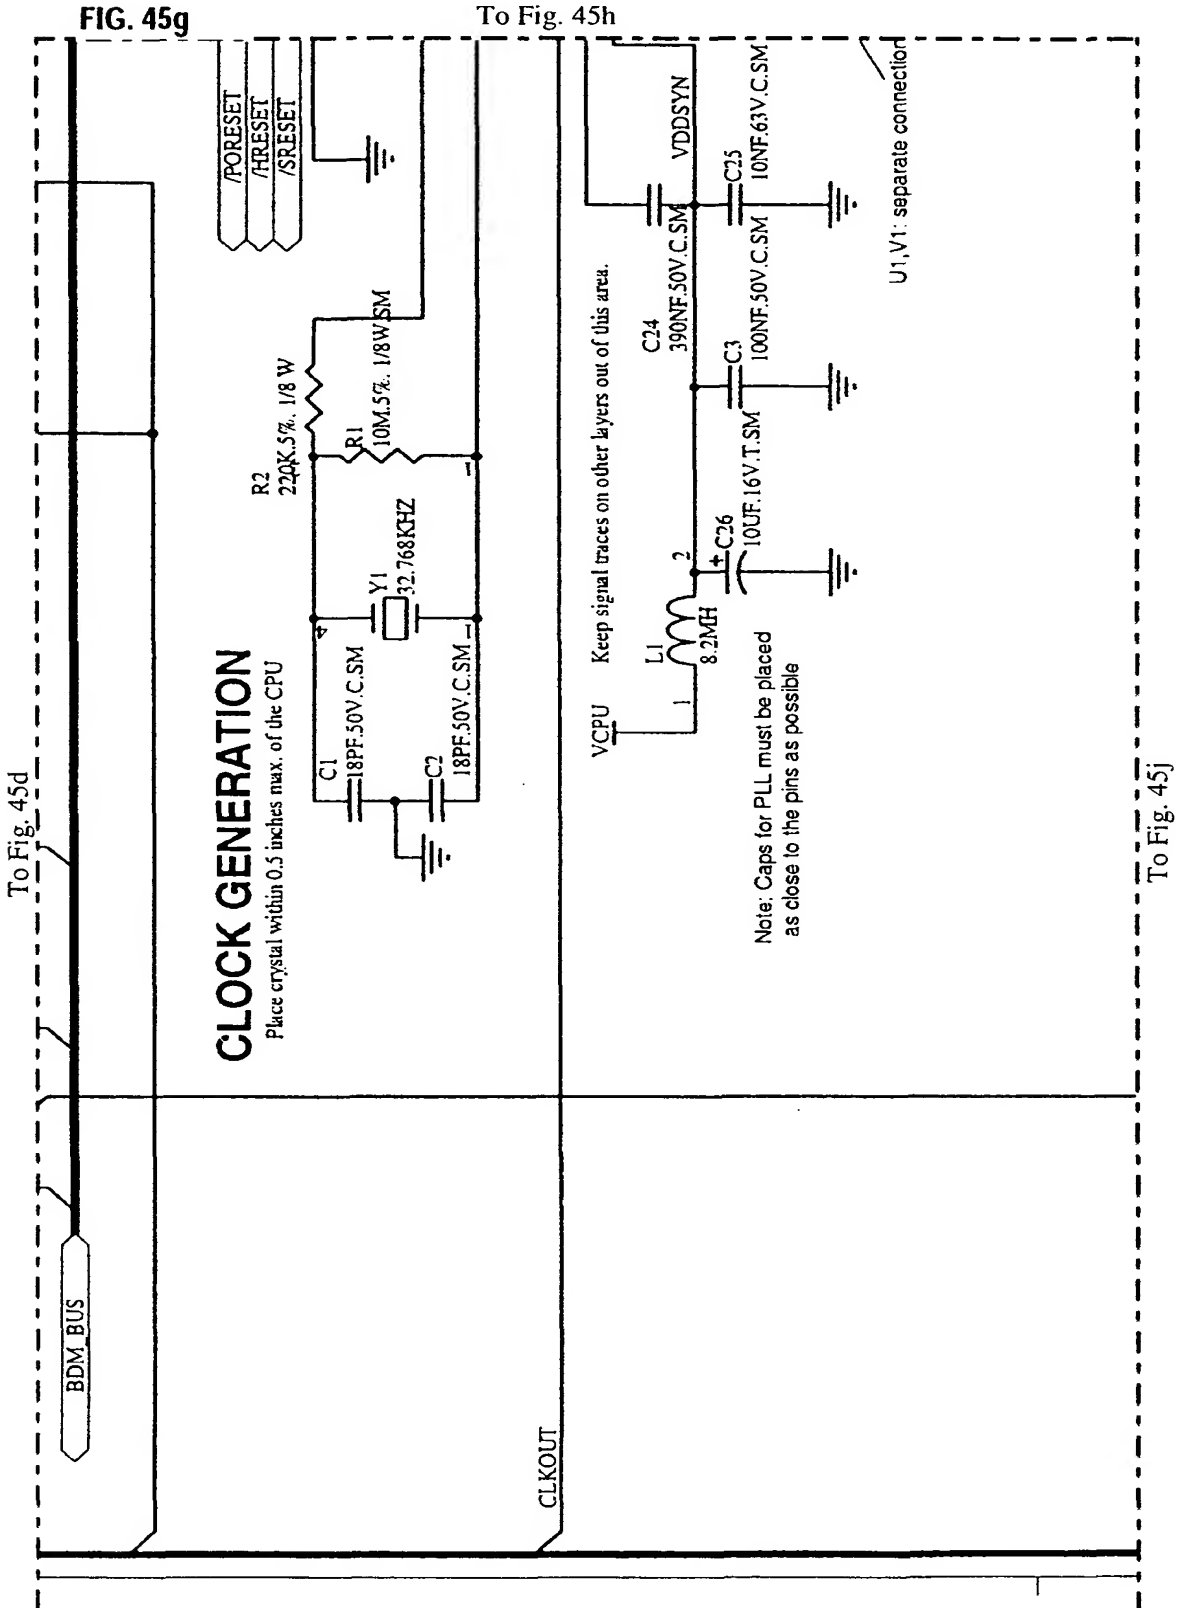 FIG. 45g
To Fig. 45h
To Fig. 45d
To Fig. 45j
BDM_BUS
/PORESET
/HRESET
/SRESET
CLOCK GENERATION
Place crystal within 0.5 inches max. of the CPU
R2
220K.5%. 1/8 W
R1
10M.5%. 1/8W.SM
Y1
32.768KHZ
+
C1
18PF.50V.C.SM
C2
18PF.50V.C.SM
CLKOUT
Keep signal traces on other layers out of this area.
VCPU
1
L1
8.2MH
2
+
C26
10UF.16V.T.SM
C24
390NF.50V.C.SM
C3
100NF.50V.C.SM
VDDSYN
C25
10NF.63V.C.SM
Note: Caps for PLL must be placed
as close to the pins as possible
U1,V1: separate connection